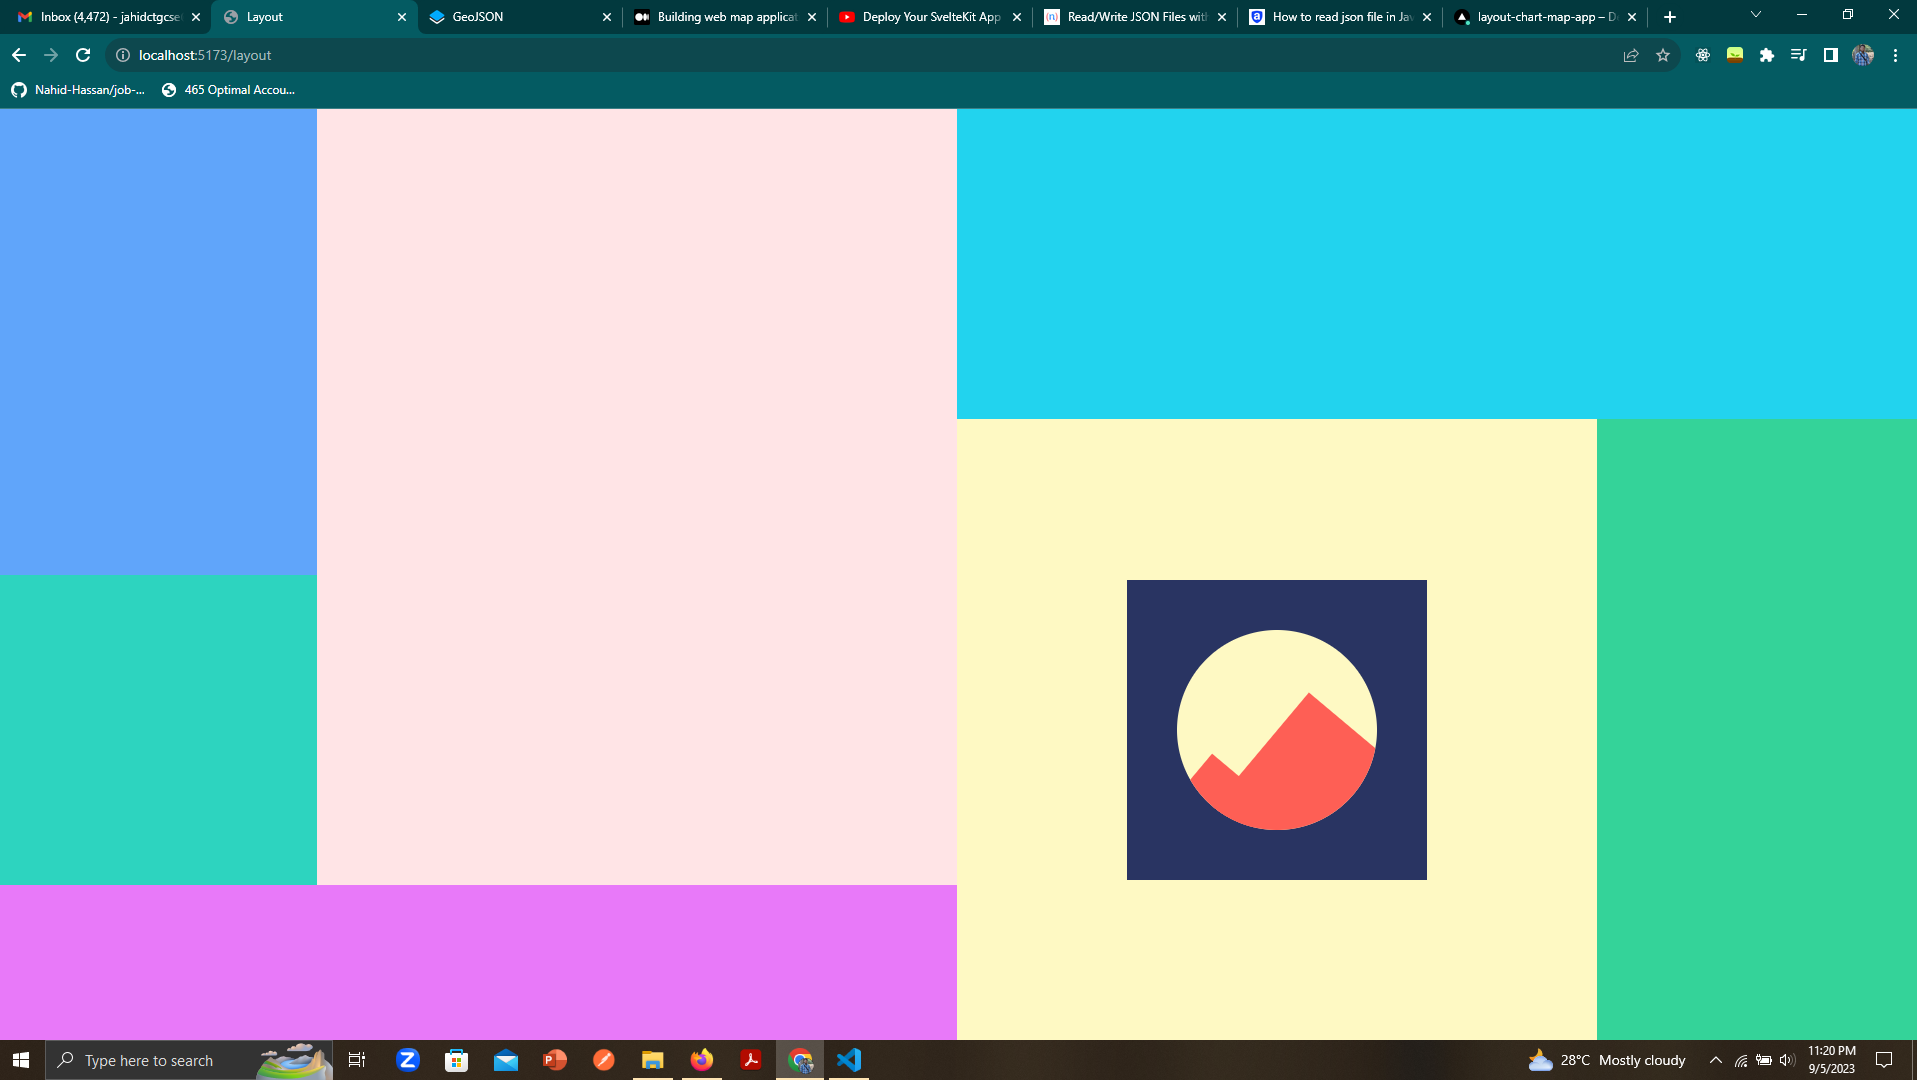 Inbox (4,472) - jahidctgcse
Layout
GeoJSON
Building web map applicat
Deploy Your SvelteKit App
Read/Write JSON Files with
How to read json file in Jav
layout-chart-map-app – D
localhost:5173/layout
Nahid-Hassan/job-...
465 Optimal Accou...
Type here to search
28°C Mostly cloudy
11:20 PM
9/5/2023